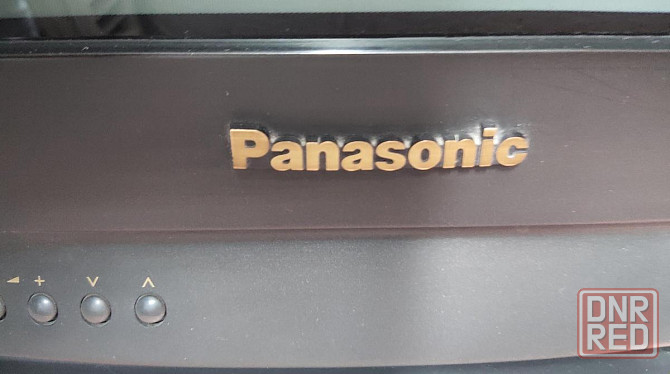 Panasonic
+ ∨ ∧
DNR
RED